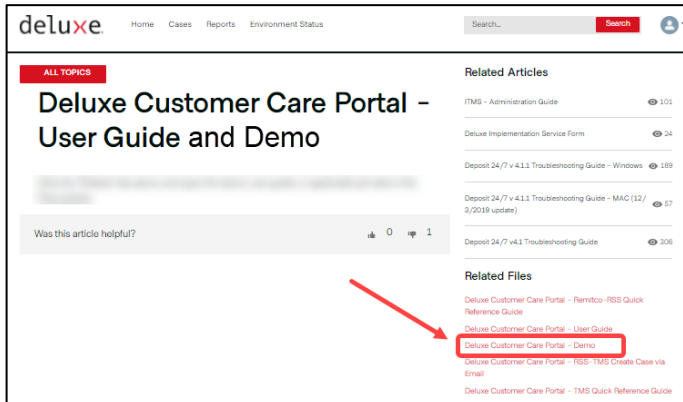 deluxe.
Home Cases Reports Environment Status
Search...
Search
ALL TOPICS
Deluxe Customer Care Portal -
User Guide and Demo
Was this article helpful?
0
1
Related Articles
ITMS - Administration Guide
101
Deluxe Implementation Service Form
24
Deposit 24/7 v 4.1.1 Troubleshooting Guide - Windows
189
Deposit 24/7 v 4.1.1 Troubleshooting Guide - MAC (12/
3/2019 update)
57
Deposit 24/7 v4.1 Troubleshooting Guide
306
Related Files
Deluxe Customer Care Portal - Remitco-RSS Quick
Reference Guide
Deluxe Customer Care Portal - User Guide
Deluxe Customer Care Portal - Demo
Deluxe Customer Care Portal - RSS-TMS Create Case via
Email
Deluxe Customer Care Portal - TMS Quick Reference Guide